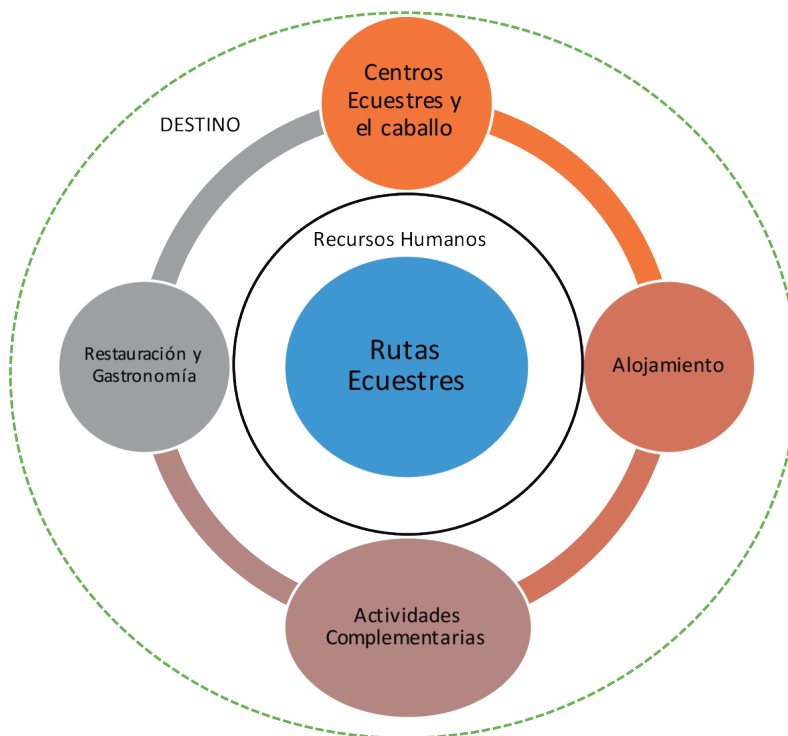 Centros
Ecuestres y
el caballo
DESTINO
Recursos Humanos
Rutas
Ecuestres
Restauración y
Gastronomía
Alojamiento
Actividades
Complementarias